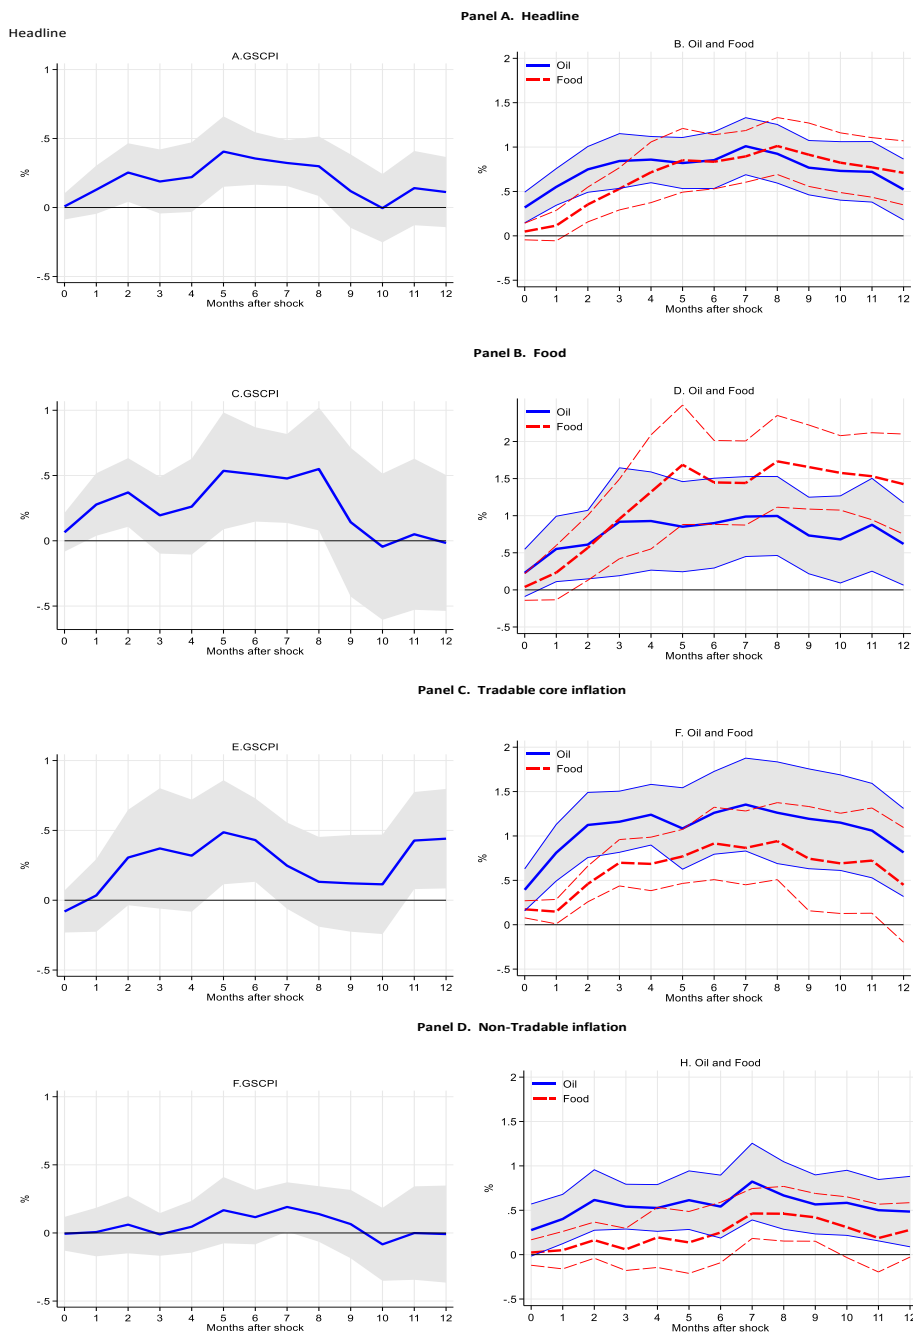 Panel A. Headline
Headline
A.GSCPI
1
.5
0
-.5
%
0 1 2 3 4 5 6 7 8 9 10 11 12
Months after shock
B. Oil and Food
Oil
Food
2
1.5
1
.5
0
-.5
%
0 1 2 3 4 5 6 7 8 9 10 11 12
Months after shock
Panel B. Food
C.GSCPI
1
.5
0
-.5
%
0 1 2 3 4 5 6 7 8 9 10 11 12
Months after shock
D. Oil and Food
Oil
Food
2
1.5
1
.5
0
-.5
%
0 1 2 3 4 5 6 7 8 9 10 11 12
Months after shock
Panel C. Tradable core inflation
E.GSCPI
1
.5
0
-.5
%
0 1 2 3 4 5 6 7 8 9 10 11 12
Months after shock
F. Oil and Food
Oil
Food
2
1.5
1
.5
0
-.5
%
0 1 2 3 4 5 6 7 8 9 10 11 12
Months after shock
Panel D. Non-Tradable inflation
F.GSCPI
1
.5
0
-.5
%
0 1 2 3 4 5 6 7 8 9 10 11 12
Months after shock
H. Oil and Food
Oil
Food
2
1.5
1
.5
0
-.5
%
0 1 2 3 4 5 6 7 8 9 10 11 12
Months after shock